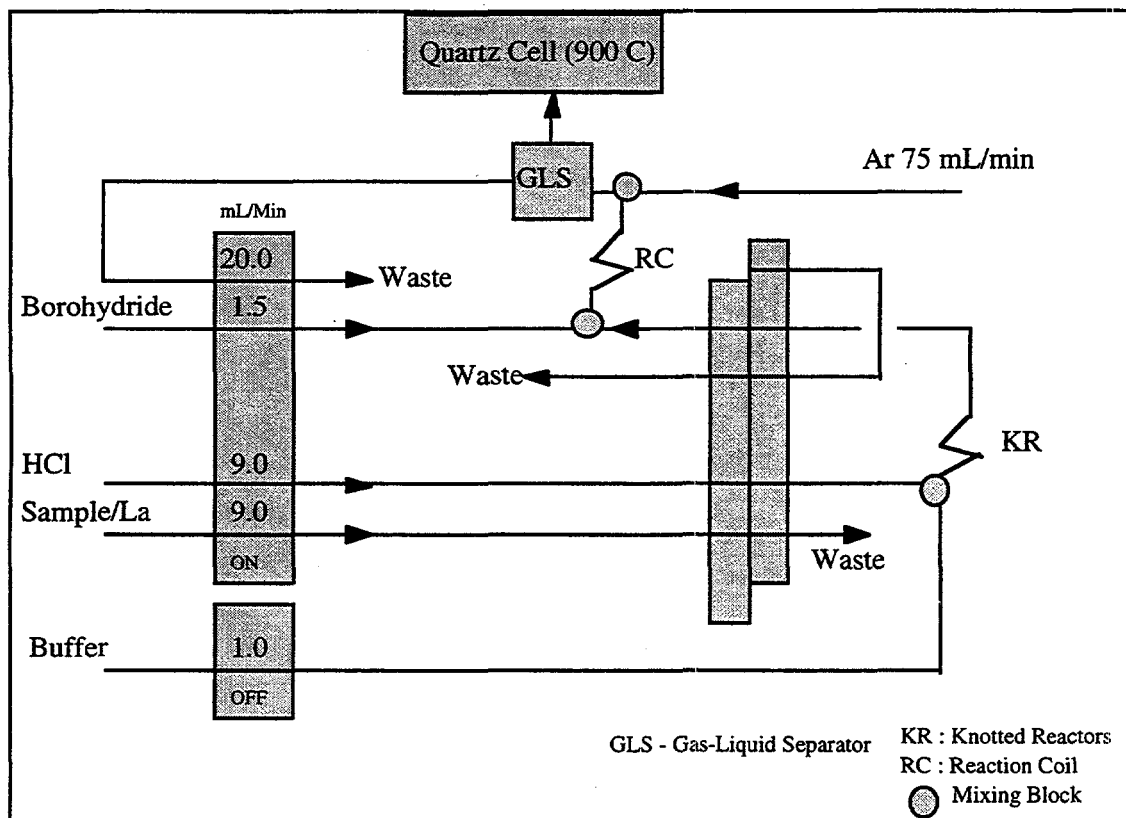 Quartz Cell (900 C)
Ar 75 mL/min
GLS
mL/Min
RC
20.0
Waste
Borohydride
1.5
Waste
KR
HCl
9.0
Sample/La
9.0
Waste
ON
Buffer
1.0
OFF
GLS - Gas-Liquid Separator
KR : Knotted Reactors
RC : Reaction Coil
Mixing Block